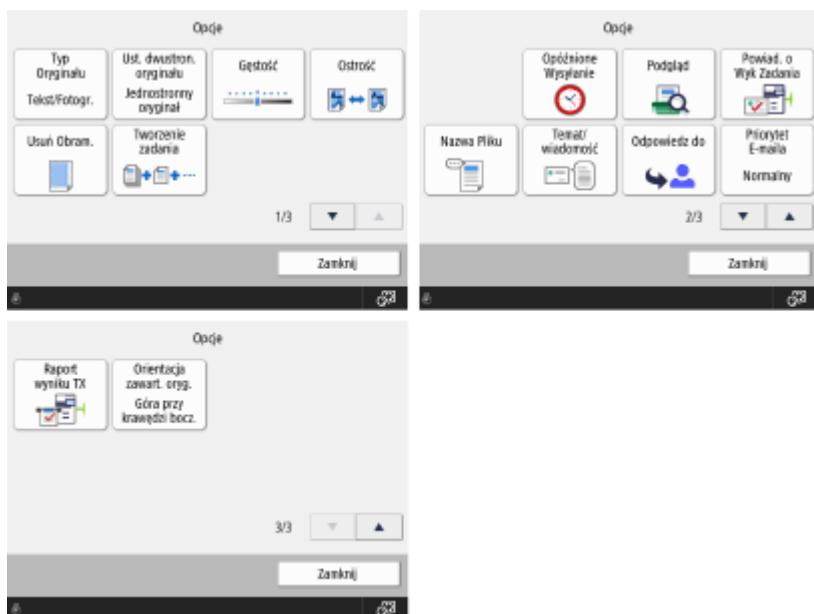 Opcje
Typ
Oryginału
Tekst/Fotogr.
Ust. dwustron.
oryginału
Jednostronny
oryginał
Gęstość
Ostrość
Usuń Obram.
Tworzenie
zadania
1/3
Zamknij
Opcje
Opóźnione
Wysyłanie
Podgląd
Powiad. o
Wyk Zadania
Nazwa Pliku
Temat/
wiadomość
Odpowiedz do
Priorytet
E-maila
Normalny
2/3
Zamknij
Opcje
Raport
wyniku TX
Orientacja
zawart. oryg.
Góra przy
krawędzi bocz.
3/3
Zamknij